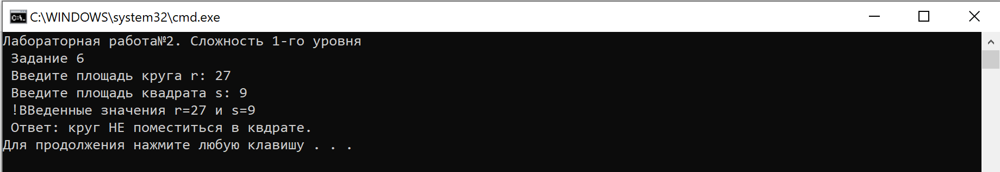 C:\WINDOWS\system32\cmd.exe
Лабораторная работа№2. Сложность 1-го уровня
Задание 6
Введите площадь круга r: 27
Введите площадь квадрата s: 9
!ВВеденные значения r=27 и s=9
Ответ: круг НЕ поместиться в квдрате.
Для продолжения нажмите любую клавишу . . .